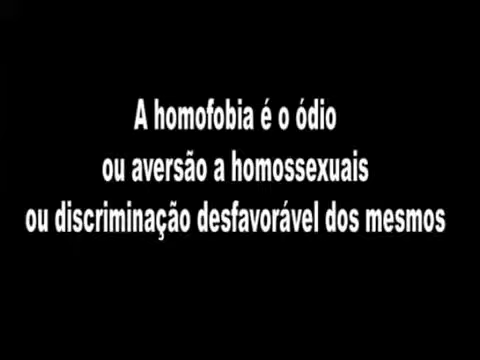 A homofobia é o ódio
ou aversão a homossexuais
ou discriminação desfavorável dos mesmos